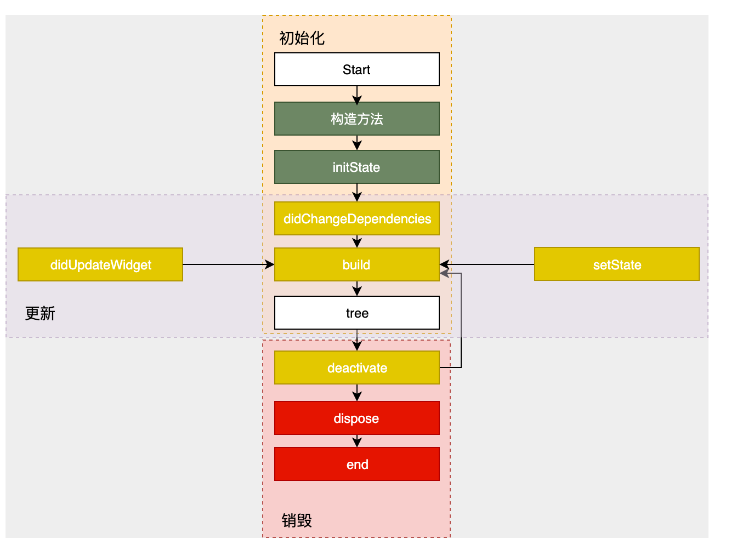 初始化
Start
构造方法
initState
didChangeDependencies
didUpdateWidget
build
setState
tree
更新
deactivate
dispose
end
销毁